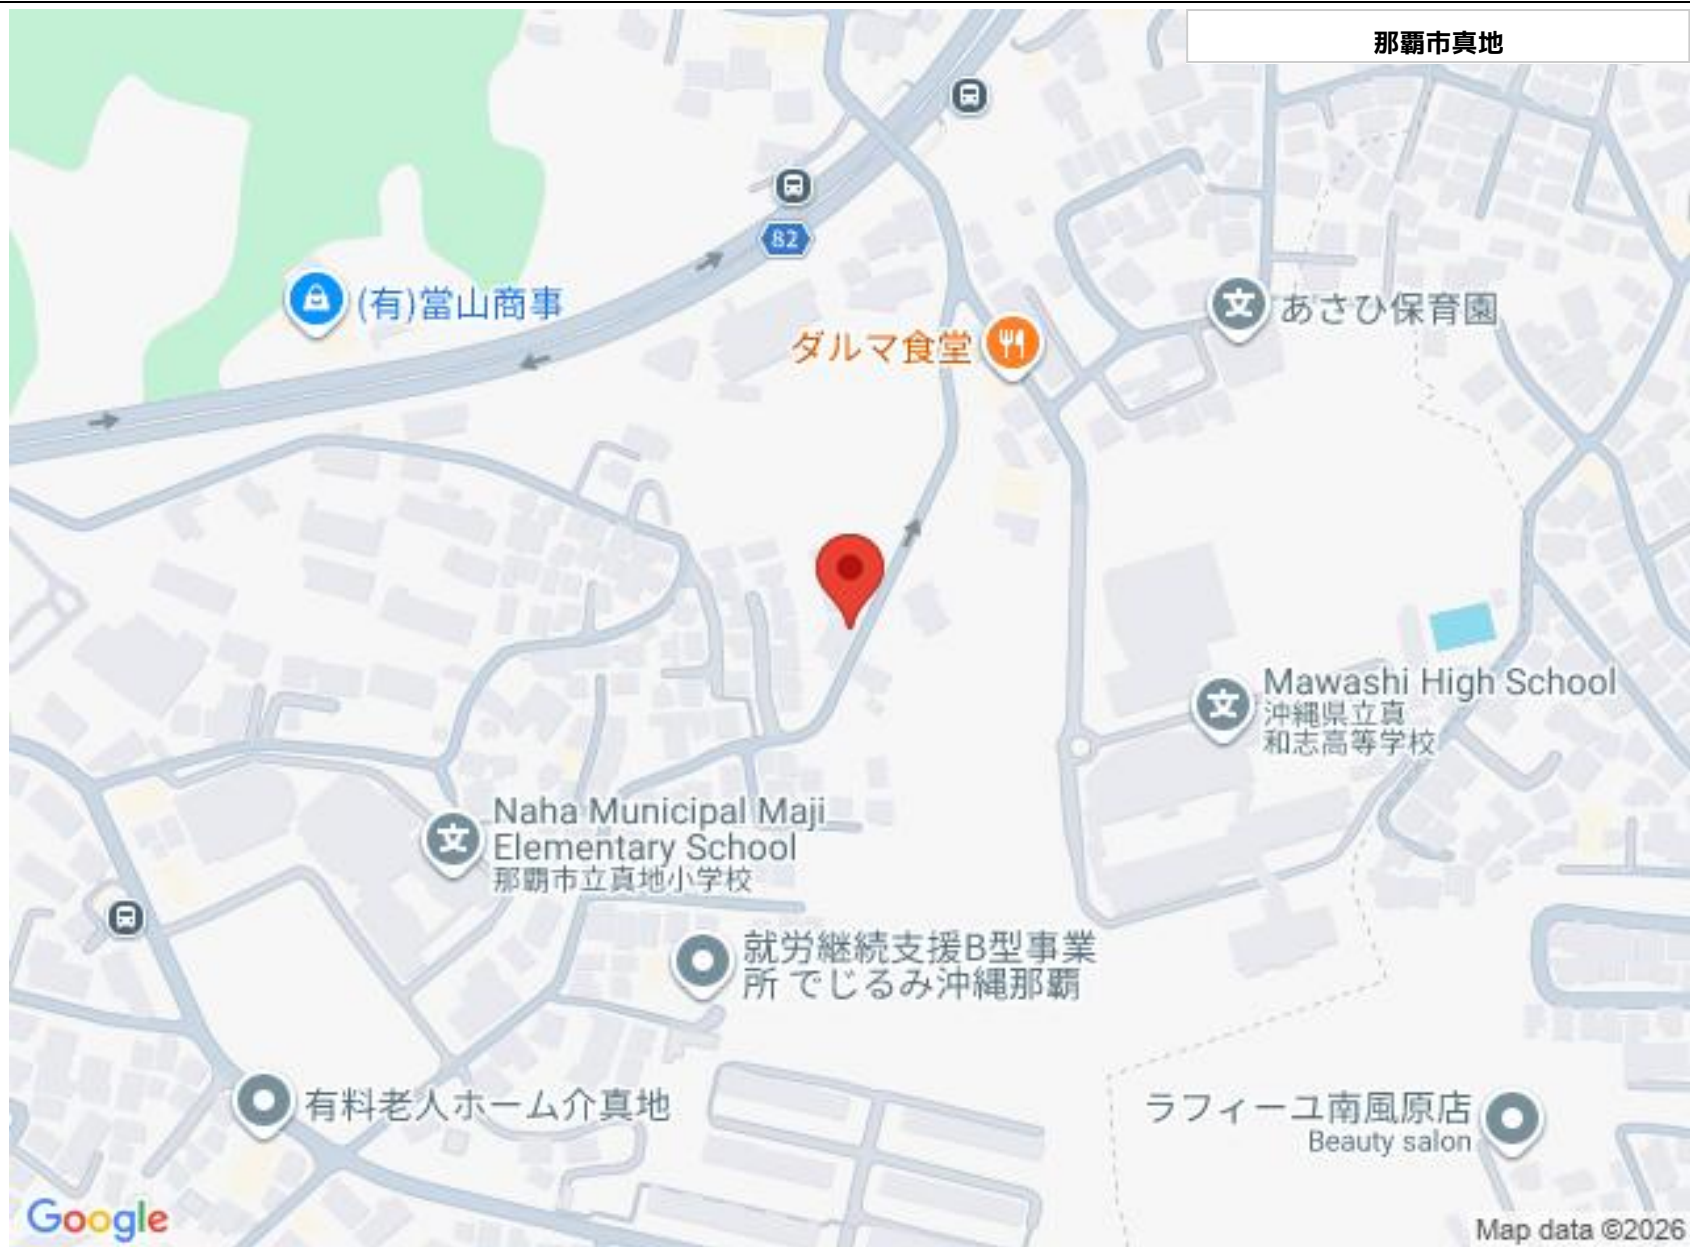 那覇市真地
82
(有)當山商事
ダルマ食堂
あさひ保育園
Mawashi High School
沖縄県立真
和志高等学校
Naha Municipal Maji
Elementary School
那覇市立真地小学校
就労継続支援B型事業
所 でじるみ沖縄那覇
有料老人ホーム介真地
ラフィーユ南風原店
Beauty salon
Google
Map data ©2026